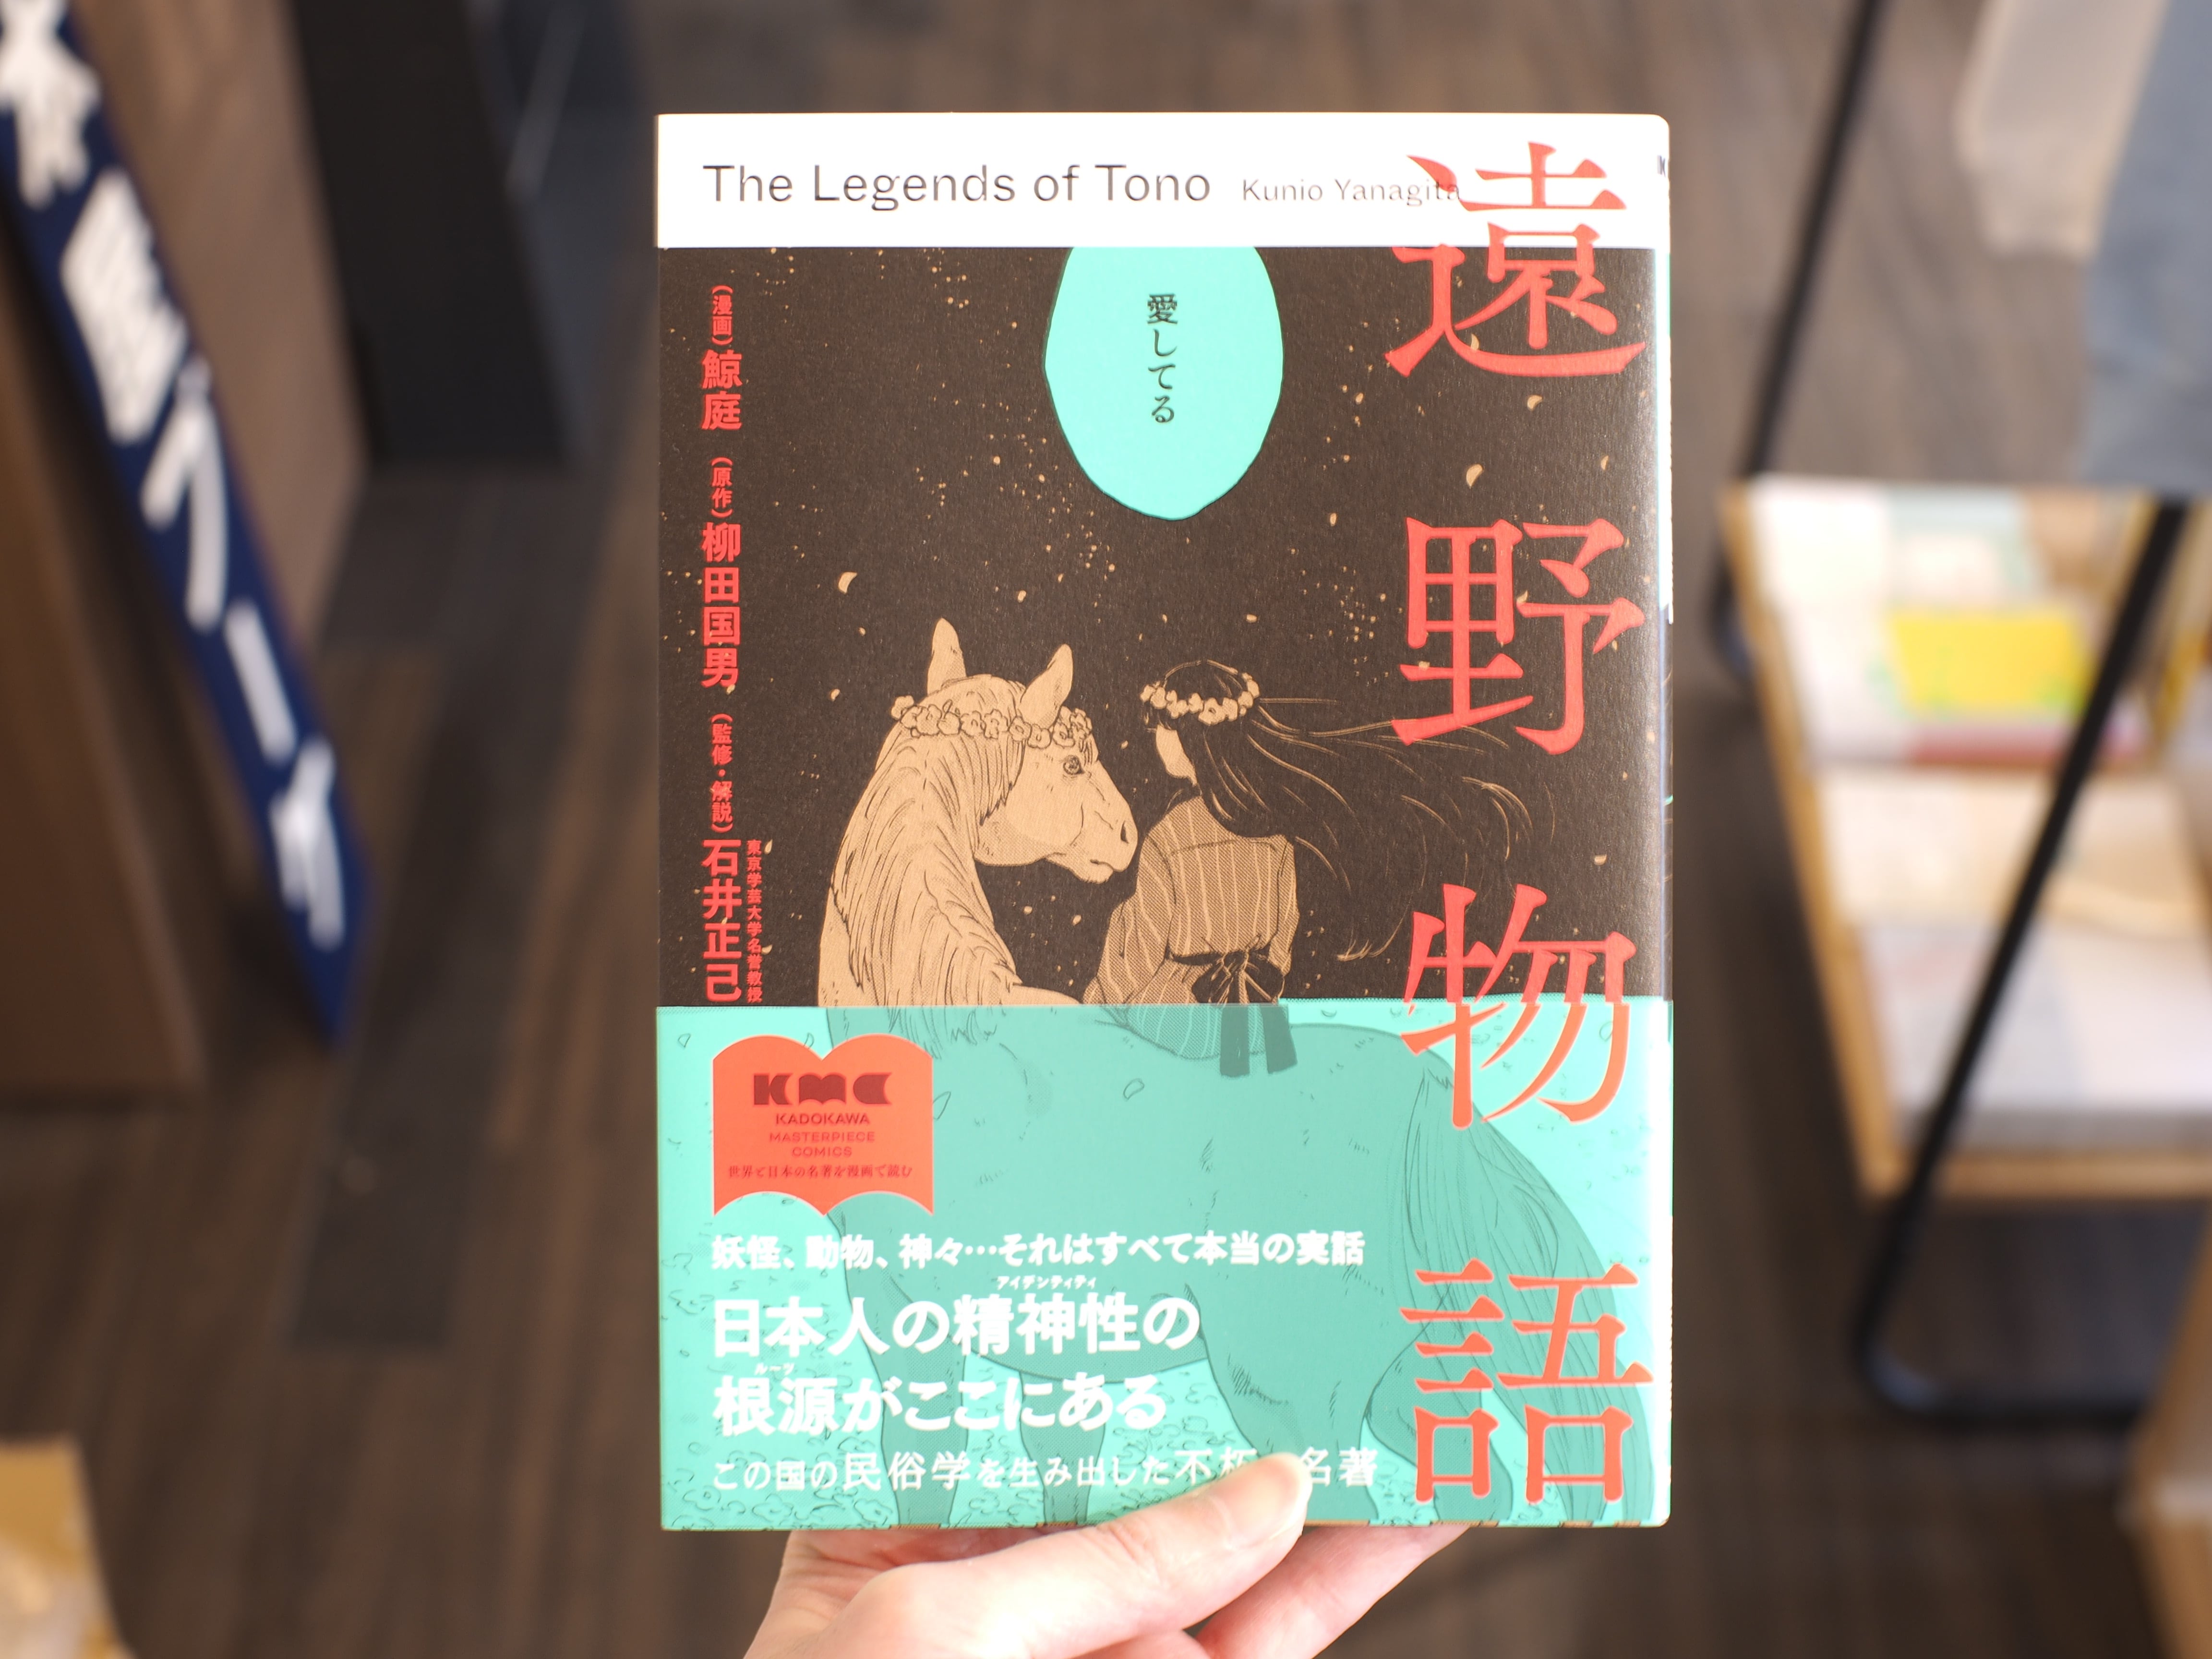 The Legends of Tono Kunio Yanagita
遠野物語
愛してる
(漫画)鯨庭 (原作)柳田国男 (監修・解説)石井正己
東京学芸大学名誉教授
KMC
KADOKAWA
MASTERPIECE
COMICS
世界と日本の名著を漫画で読む
妖怪、動物、神々…それはすべて本当の実話
アイデンティティ
日本人の精神性の
ルーツ
根源がここにある
この国の民俗学を生み出した不朽 名著